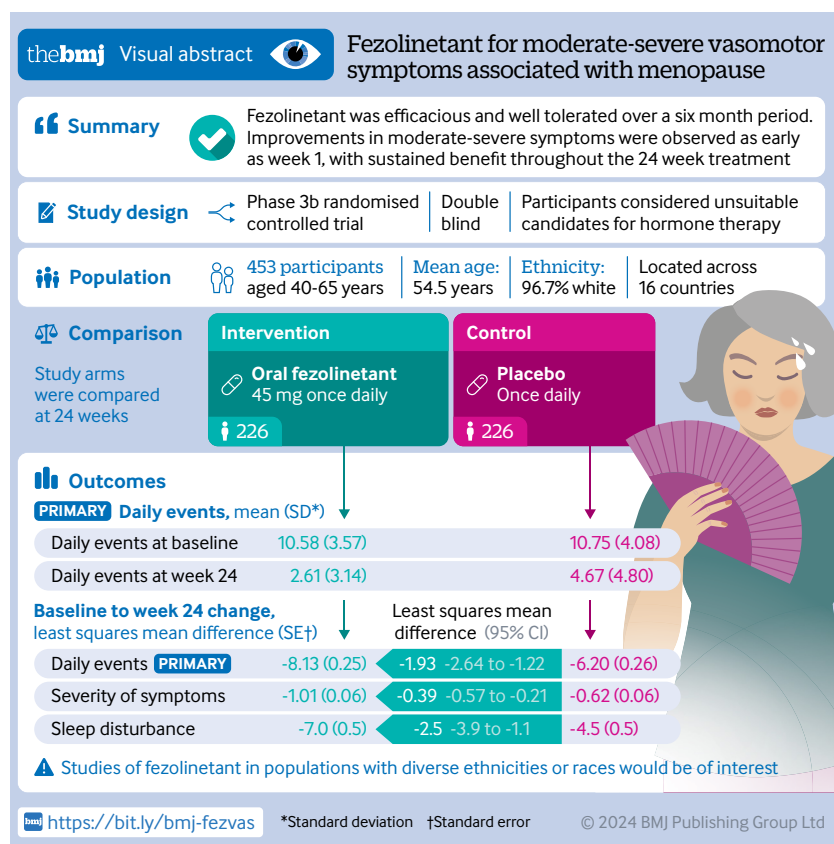 thebmj Visual abstract
Fezolinetant for moderate-severe vasomotor
symptoms associated with menopause
Summary
Fezolinetant was efficacious and well tolerated over a six month period.
Improvements in moderate-severe symptoms were observed as early
as week 1, with sustained benefit throughout the 24 week treatment
Study design
Phase 3b randomised
controlled trial
Double
blind
Participants considered unsuitable
candidates for hormone therapy
Population
453 participants
aged 40-65 years
Mean age:
54.5 years
Ethnicity:
96.7% white
Located across
16 countries
Comparison
Study arms
were compared
at 24 weeks
Intervention
Oral fezolinetant
45 mg once daily
226
Control
Placebo
Once daily
226
Outcomes
PRIMARY Daily events, mean (SD*)
Daily events at baseline 10.58 (3.57) 10.75 (4.08)
Daily events at week 24 2.61 (3.14) 4.67 (4.80)
Baseline to week 24 change,
least squares mean difference (SE†)
Least squares mean
difference (95% CI)
Daily events PRIMARY -8.13 (0.25) -1.93 -2.64 to -1.22 -6.20 (0.26)
Severity of symptoms -1.01 (0.06) -0.39 -0.57 to -0.21 -0.62 (0.06)
Sleep disturbance -7.0 (0.5) -2.5 -3.9 to -1.1 -4.5 (0.5)
Studies of fezolinetant in populations with diverse ethnicities or races would be of interest
bmj https://bit.ly/bmj-fezvas
*Standard deviation †Standard error
© 2024 BMJ Publishing Group Ltd